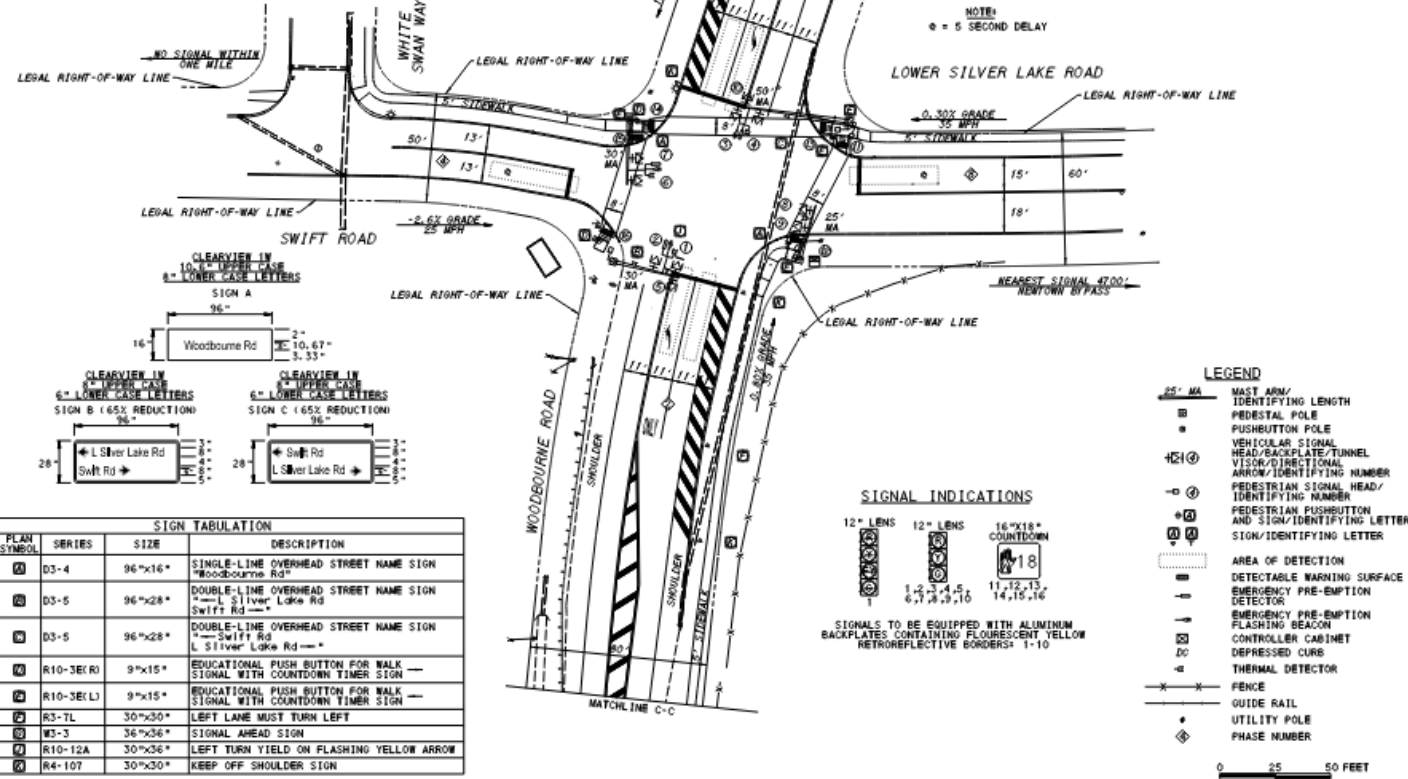 NOTE:
= 5 SECOND DELAY
NO SIGNAL WITHIN
ONE MILE
LEGAL RIGHT-OF-WAY LINE
WHITE
SWAN WAY
LEGAL RIGHT-OF-WAY LINE
LOWER SILVER LAKE ROAD
LEGAL RIGHT-OF-WAY LINE
5' SIDEWALK
0.30% GRADE
35 MPH
5' SIDEWALK
50'
13'
13'
30'
MA
8'
50'
MA
8'
15'
60'
18'
25'
MA
8'
30'
MA
LEGAL RIGHT-OF-WAY LINE
SWIFT ROAD
-2.6% GRADE
25 MPH
LEGAL RIGHT-OF-WAY LINE
NEAREST SIGNAL 4700'
NEWTOWN BYPASS
LEGAL RIGHT-OF-WAY LINE
35 MPH
CLEARVIEW 1W
UPPER CASE
8" LOWER CASE LETTERS
SIGN A
96"
16"
Woodbourne Rd
2"
10.67"
3.33"
CLEARVIEW 1W
8" UPPER CASE
6" LOWER CASE LETTERS
SIGN B (65% REDUCTION)
96"
28"
L Silver Lake Rd
Swift Rd
CLEARVIEW 1W
8" UPPER CASE
6" LOWER CASE LETTERS
SIGN C (65% REDUCTION)
96"
28"
Swift Rd
L Silver Lake Rd
WOODBOURNE ROAD
SHOULDER
SHOULDER
SIDEWALK
80'
5'
MATCHLINE C-C
SIGN TABULATION
PLAN SYMBOL SERIES SIZE DESCRIPTION
A D3-4 96"x16" SINGLE-LINE OVERHEAD STREET NAME SIGN
"Woodbourne Rd"
D3-5 96"x28" DOUBLE-LINE OVERHEAD STREET NAME SIGN
L Silver Lake Rd
Swift Rd
D3-5 96"x28" DOUBLE-LINE OVERHEAD STREET NAME SIGN
Swift Rd
L Silver Lake Rd
R10-3E(R) 9"x15" EDUCATIONAL PUSH BUTTON FOR WALK
SIGNAL WITH COUNTDOWN TIMER SIGN
R10-3E(L) 9"x15" EDUCATIONAL PUSH BUTTON FOR WALK
SIGNAL WITH COUNTDOWN TIMER SIGN
R3-7L 30"x30" LEFT LANE MUST TURN LEFT
W3-3 36"x36" SIGNAL AHEAD SIGN
R10-12A 30"x36" LEFT TURN YIELD ON FLASHING YELLOW ARROW
R4-107 30"x30" KEEP OFF SHOULDER SIGN
SIGNAL INDICATIONS
12" LENS
1
12" LENS
R
Y
G
1,2,3,4,5,
6,7,8,9,10
16"X18"
COUNTDOWN
18
11,12,13,
14,15,16
SIGNALS TO BE EQUIPPED WITH ALUMINUM
BACKPLATES CONTAINING FLOURESCENT YELLOW
RETROREFLECTIVE BORDERS: 1-10
LEGEND
25' MA MAST ARM/
IDENTIFYING LENGTH
PEDESTAL POLE
PUSHBUTTON POLE
VEHICULAR SIGNAL
HEAD/BACKPLATE/TUNNEL
VISOR/DIRECTIONAL
ARROW/IDENTIFYING NUMBER
PEDESTRIAN SIGNAL HEAD/
IDENTIFYING NUMBER
PEDESTRIAN PUSHBUTTON
AND SIGN/IDENTIFYING LETTER
SIGN/IDENTIFYING LETTER
AREA OF DETECTION
DETECTABLE WARNING SURFACE
EMERGENCY PRE-EMPTION
DETECTOR
EMERGENCY PRE-EMPTION
FLASHING BEACON
CONTROLLER CABINET
DC DEPRESSED CURB
THERMAL DETECTOR
FENCE
GUIDE RAIL
UTILITY POLE
PHASE NUMBER
0 25 50 FEET